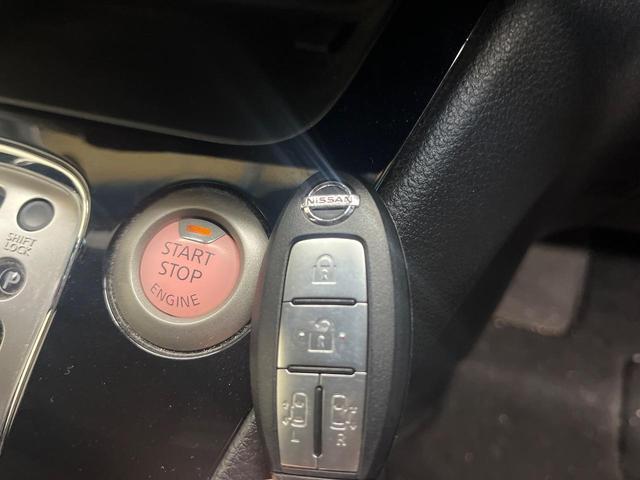 SHIFT
LOCK
P
START
STOP
ENGINE
NISSAN
L
R